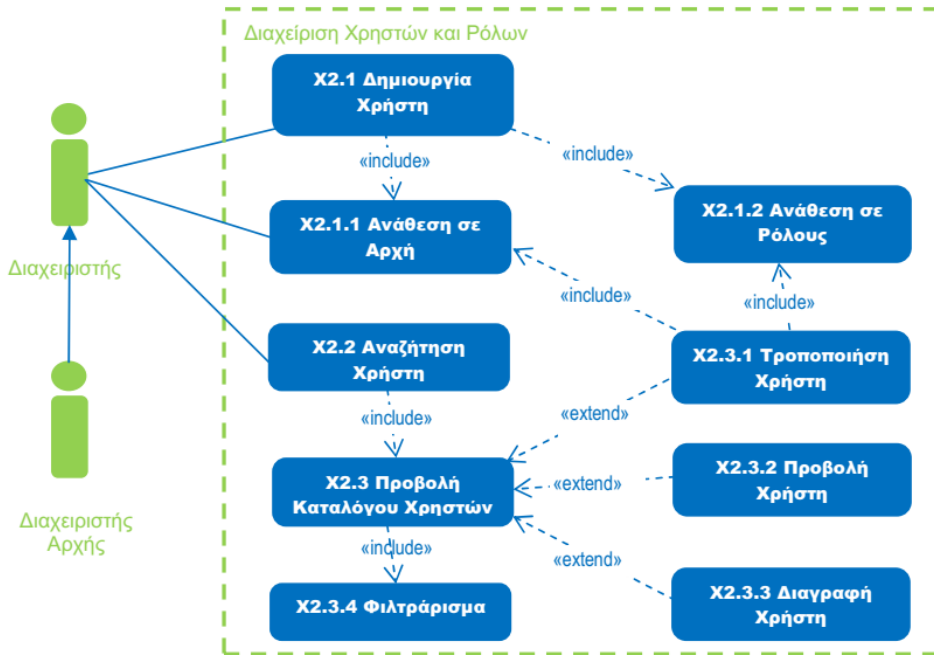 Διαχείριση Χρηστών και Ρόλων
Χ2.1 Δημιουργία
Χρήστη
«include»
«include»
Χ2.1.1 Ανάθεση σε
Αρχή
Χ2.1.2 Ανάθεση σε
Ρόλους
Διαχειριστής
«include»
«include»
Χ2.2 Αναζήτηση
Χρήστη
Χ2.3.1 Τροποποιήση
Χρήστη
«include»
«extend»
Χ2.3 Προβολή
Καταλόγου Χρηστών
«extend»
Χ2.3.2 Προβολή
Χρήστη
Διαχειριστής
Αρχής
«include»
«extend»
Χ2.3.4 Φιλτράρισμα
Χ2.3.3 Διαγραφή
Χρήστη